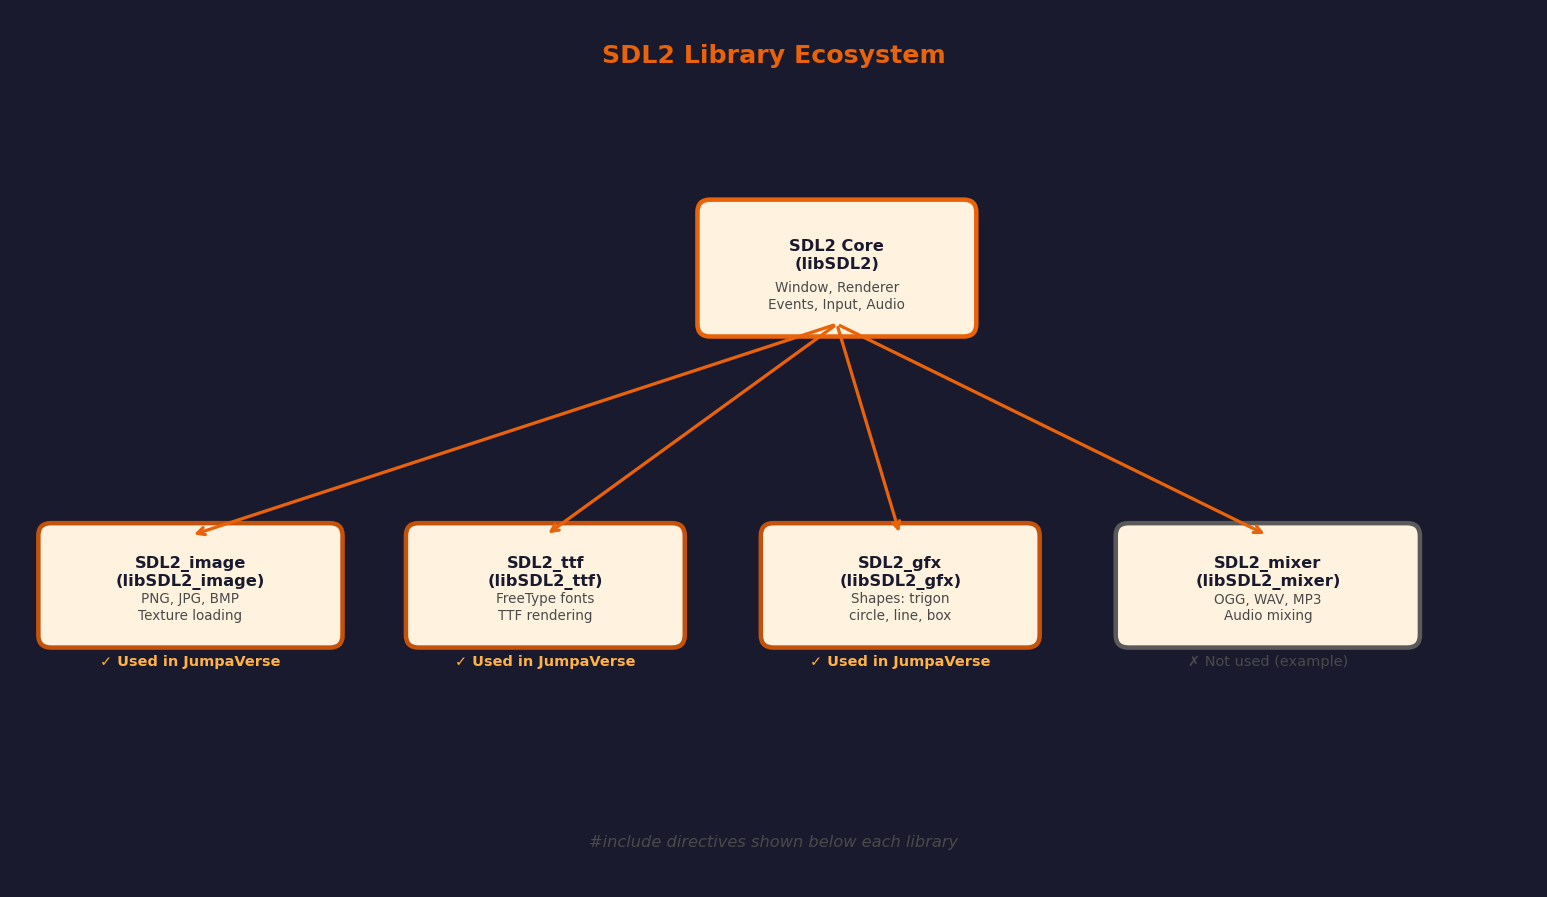 SDL2 Library Ecosystem
SDL2 Core
(libSDL2)
Window, Renderer
Events, Input, Audio
SDL2_image
(libSDL2_image)
PNG, JPG, BMP
Texture loading
✓ Used in JumpaVerse
SDL2_ttf
(libSDL2_ttf)
FreeType fonts
TTF rendering
✓ Used in JumpaVerse
SDL2_gfx
(libSDL2_gfx)
Shapes: trigon
circle, line, box
✓ Used in JumpaVerse
SDL2_mixer
(libSDL2_mixer)
OGG, WAV, MP3
Audio mixing
✗ Not used (example)
#include directives shown below each library